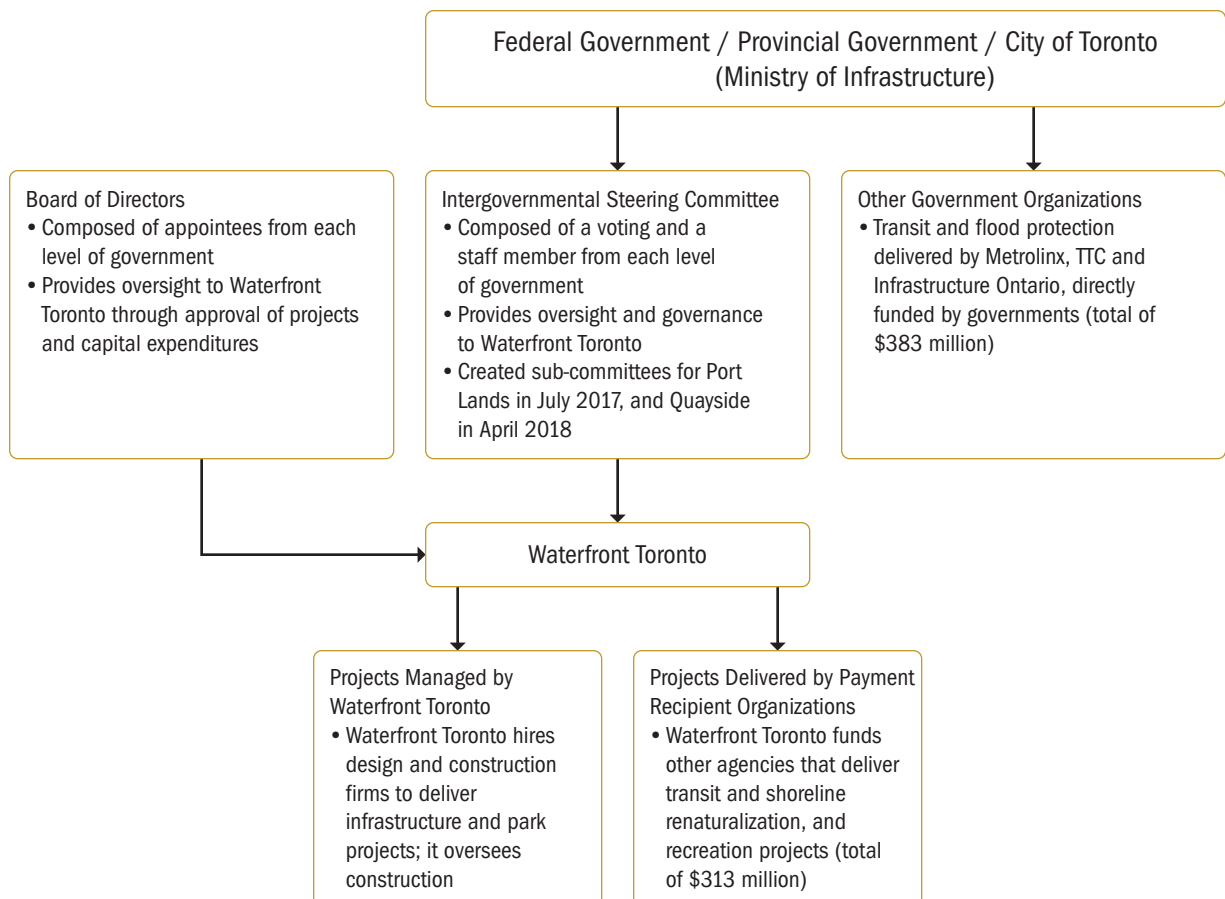 Federal Government / Provincial Government / City of Toronto
(Ministry of Infrastructure)
Board of Directors
• Composed of appointees from each
level of government
• Provides oversight to Waterfront
Toronto through approval of projects
and capital expenditures
Intergovernmental Steering Committee
• Composed of a voting and a
staff member from each level
of government
• Provides oversight and governance
to Waterfront Toronto
• Created sub-committees for Port
Lands in July 2017, and Quayside
in April 2018
Other Government Organizations
• Transit and flood protection
delivered by Metrolinx, TTC and
Infrastructure Ontario, directly
funded by governments (total of
$383 million)
Waterfront Toronto
Projects Managed by
Waterfront Toronto
• Waterfront Toronto hires
design and construction
firms to deliver
infrastructure and park
projects; it oversees
construction
Projects Delivered by Payment
Recipient Organizations
• Waterfront Toronto funds
other agencies that deliver
transit and shoreline
renaturalization, and
recreation projects (total
of $313 million)